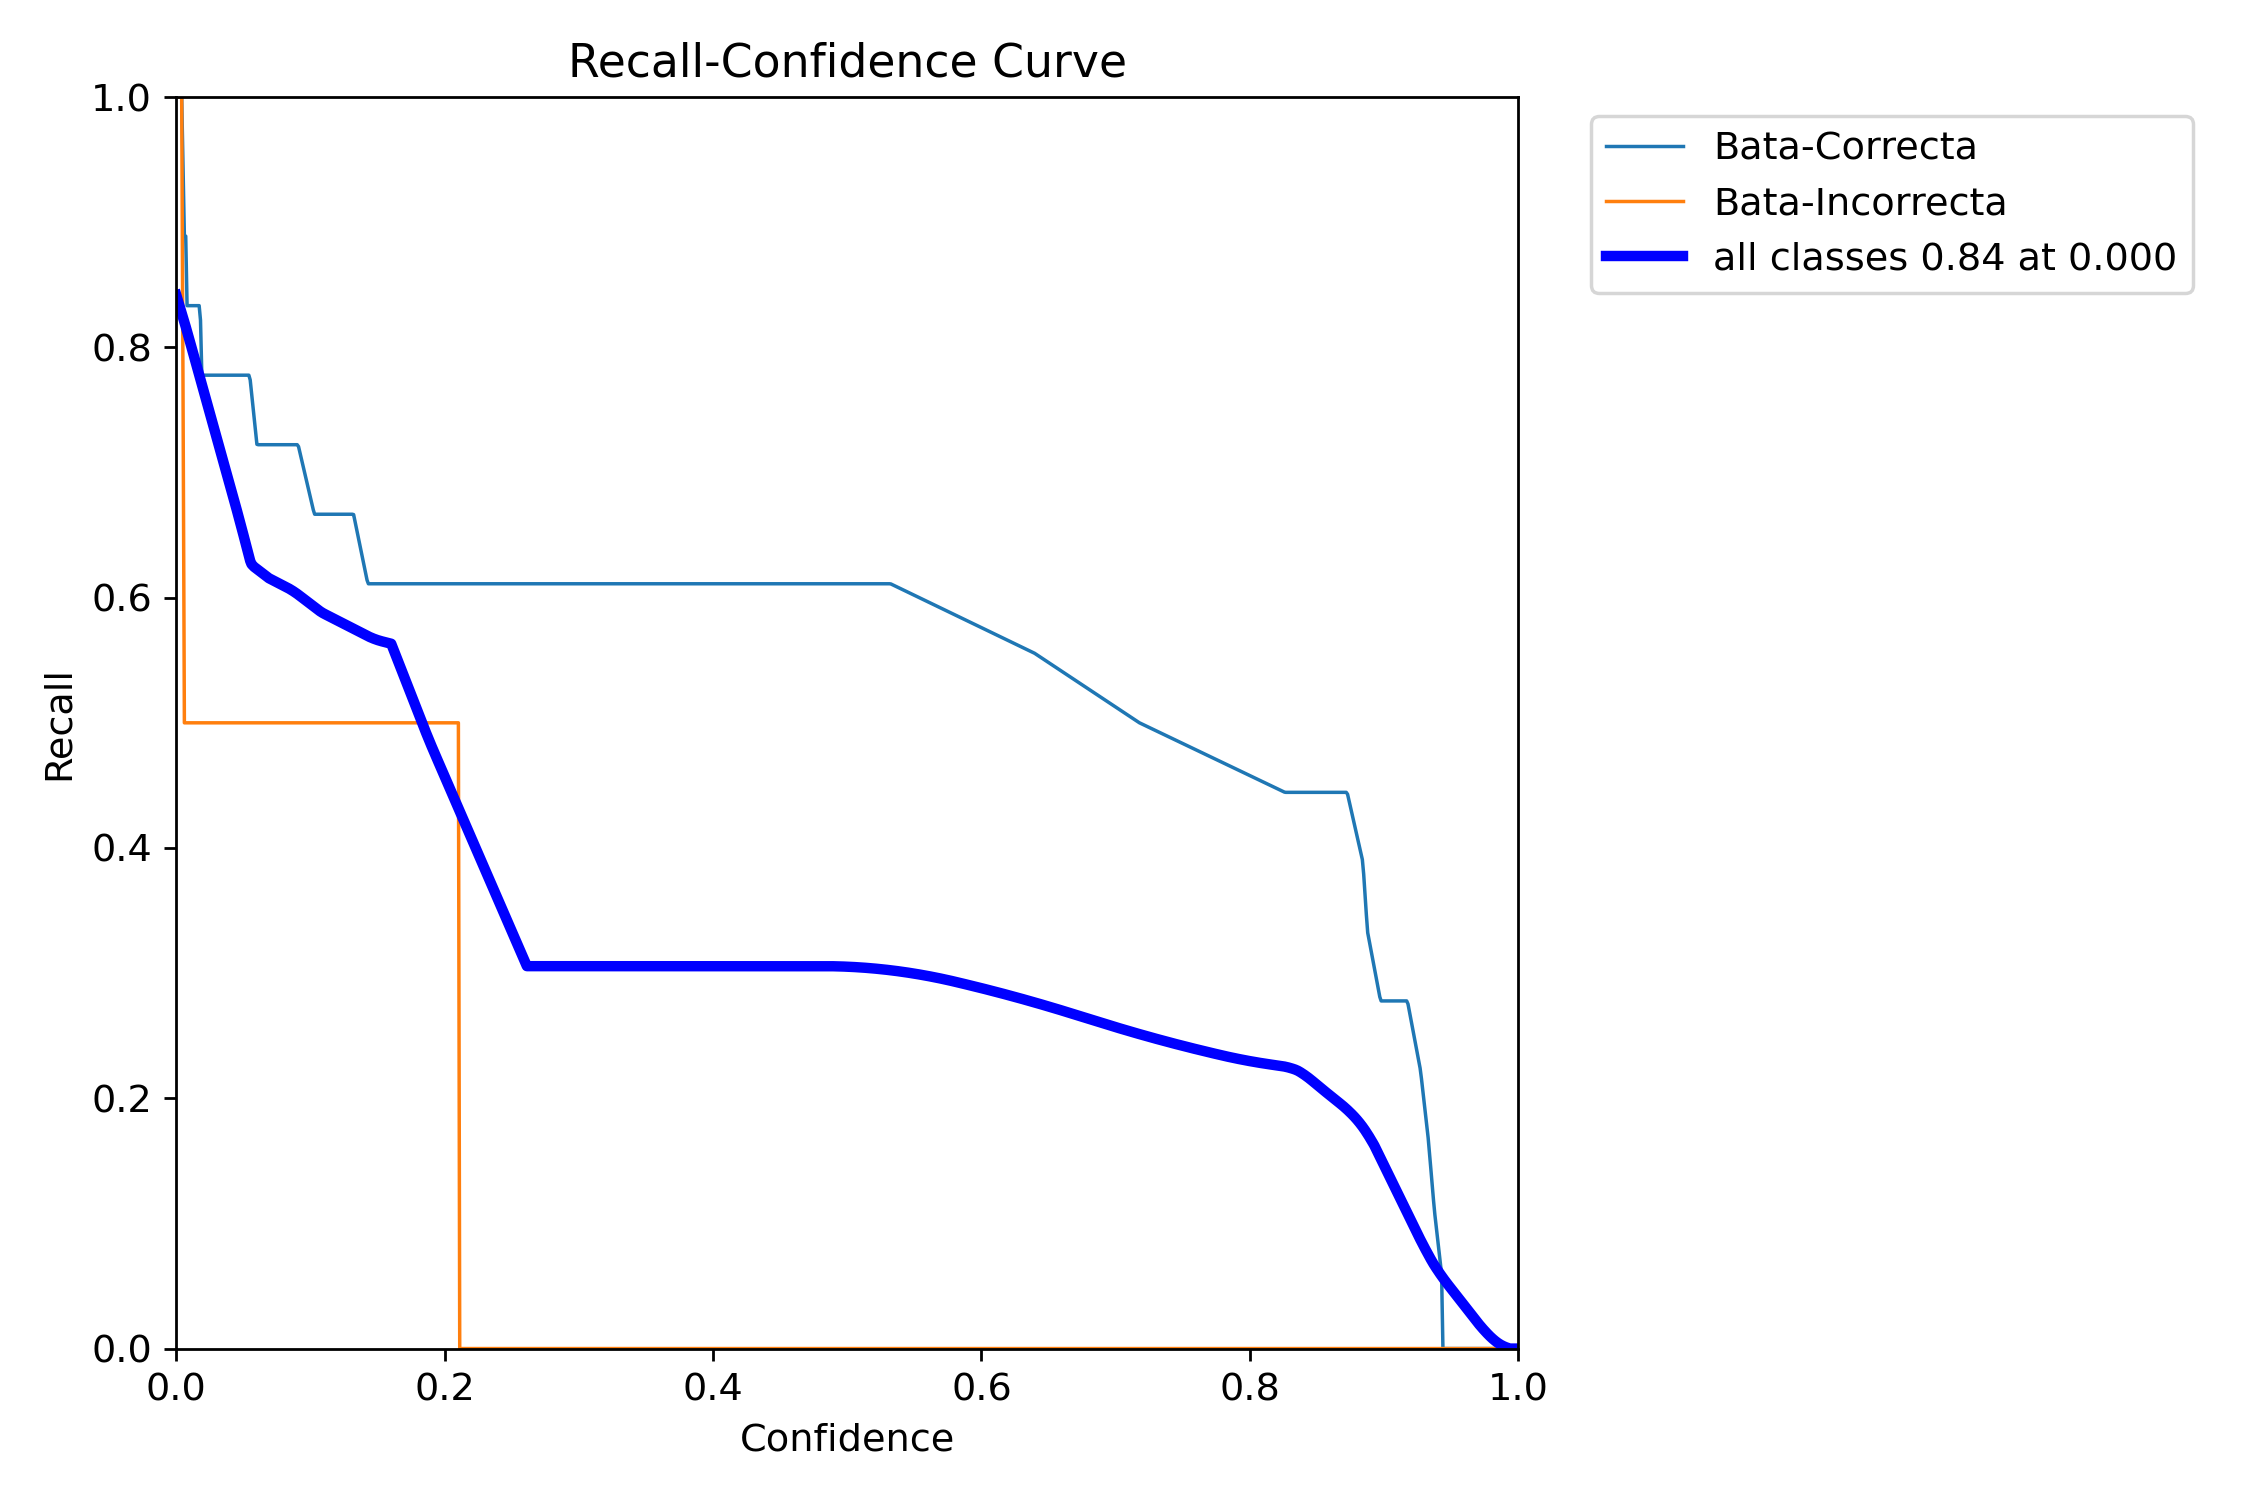 Recall-Confidence Curve
1.0
0.8
0.6
0.4
0.2
0.0
Recall
0.0 0.2 0.4 0.6 0.8 1.0
Confidence
Bata-Correcta
Bata-Incorrecta
all classes 0.84 at 0.000